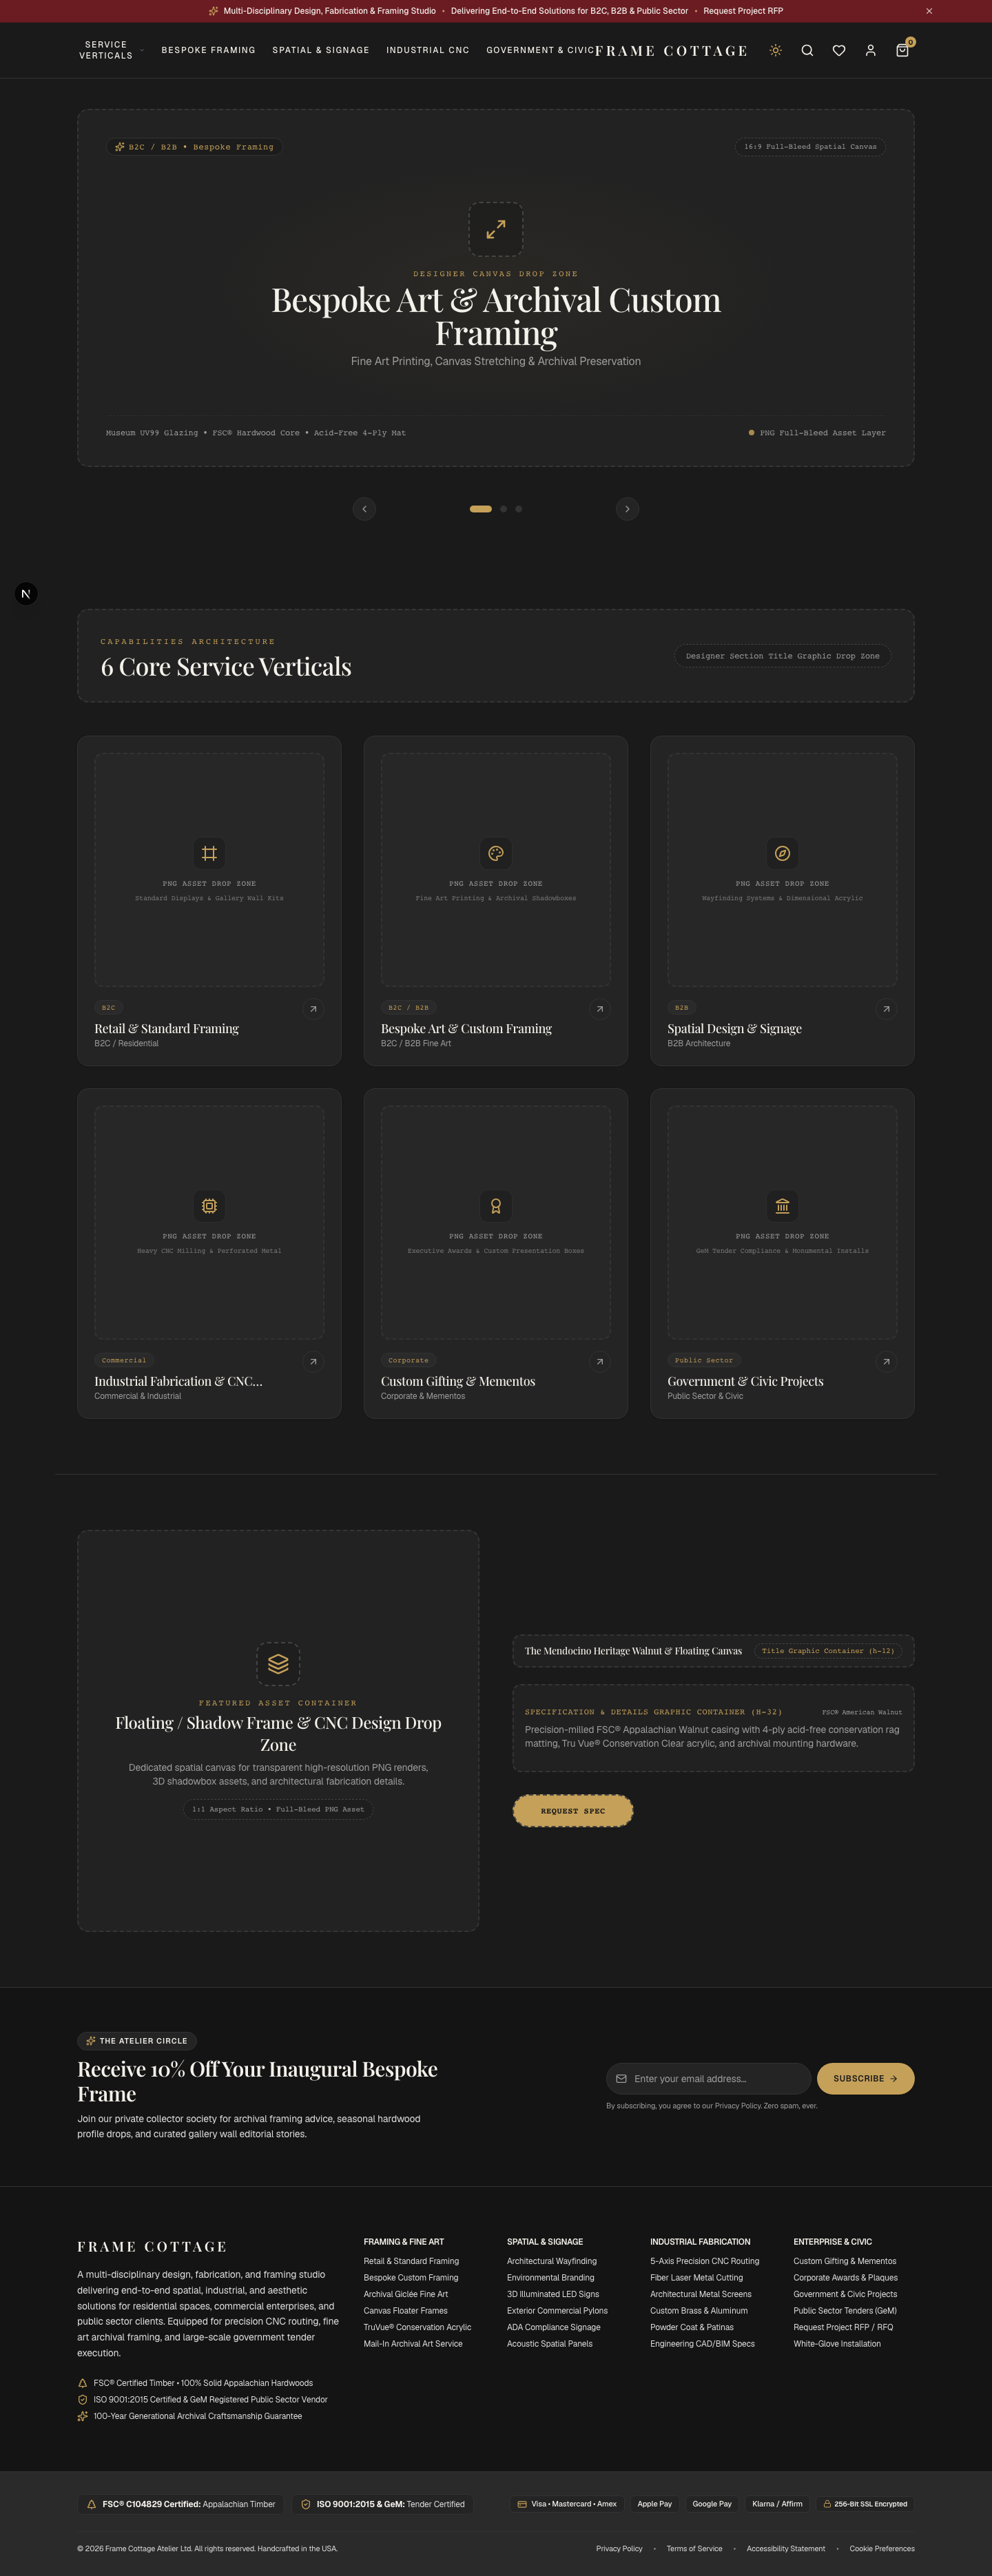 Multi-Disciplinary Design, Fabrication & Framing Studio • Delivering End-to-End Solutions for B2C, B2B & Public Sector • Request Project RFP
SERVICE
VERTICALS
BESPOKE FRAMING
SPATIAL & SIGNAGE
INDUSTRIAL CNC
GOVERNMENT & CIVIC
FRAME COTTAGE
0
B2C / B2B • Bespoke Framing
16:9 Full-Bleed Spatial Canvas
DESIGNER CANVAS DROP ZONE
Bespoke Art & Archival Custom
Framing
Fine Art Printing, Canvas Stretching & Archival Preservation
Museum UV99 Glazing • FSC® Hardwood Core • Acid-Free 4-Ply Mat
PNG Full-Bleed Asset Layer
N
CAPABILITIES ARCHITECTURE
6 Core Service Verticals
Designer Section Title Graphic Drop Zone
PNG ASSET DROP ZONE
Standard Displays & Gallery Wall Kits
B2C
Retail & Standard Framing
B2C / Residential
PNG ASSET DROP ZONE
Fine Art Printing & Archival Shadowboxes
B2C / B2B
Bespoke Art & Custom Framing
B2C / B2B Fine Art
PNG ASSET DROP ZONE
Wayfinding Systems & Dimensional Acrylic
B2B
Spatial Design & Signage
B2B Architecture
PNG ASSET DROP ZONE
Heavy CNC Milling & Perforated Metal
Commercial
Industrial Fabrication & CNC...
Commercial & Industrial
PNG ASSET DROP ZONE
Executive Awards & Custom Presentation Boxes
Corporate
Custom Gifting & Mementos
Corporate & Mementos
PNG ASSET DROP ZONE
GeM Tender Compliance & Monumental Installs
Public Sector
Government & Civic Projects
Public Sector & Civic
FEATURED ASSET CONTAINER
Floating / Shadow Frame & CNC Design Drop
Zone
Dedicated spatial canvas for transparent high-resolution PNG renders,
3D shadowbox assets, and architectural fabrication details.
1:1 Aspect Ratio • Full-Bleed PNG Asset
The Mendocino Heritage Walnut & Floating Canvas
Title Graphic Container (h-12)
SPECIFICATION & DETAILS GRAPHIC CONTAINER (H-32)
FSC® American Walnut
Precision-milled FSC® Appalachian Walnut casing with 4-ply acid-free conservation rag
matting, Tru Vue® Conservation Clear acrylic, and archival mounting hardware.
REQUEST SPEC
THE ATELIER CIRCLE
Receive 10% Off Your Inaugural Bespoke
Frame
Join our private collector society for archival framing advice, seasonal hardwood
profile drops, and curated gallery wall editorial stories.
Enter your email address...
SUBSCRIBE
By subscribing, you agree to our Privacy Policy. Zero spam, ever.
FRAME COTTAGE
A multi-disciplinary design, fabrication, and framing studio
delivering end-to-end spatial, industrial, and aesthetic
solutions for residential spaces, commercial enterprises, and
public sector clients. Equipped for precision CNC routing, fine
art archival framing, and large-scale government tender
execution.
FSC® Certified Timber • 100% Solid Appalachian Hardwoods
ISO 9001:2015 Certified & GeM Registered Public Sector Vendor
100-Year Generational Archival Craftsmanship Guarantee
FRAMING & FINE ART
Retail & Standard Framing
Bespoke Custom Framing
Archival Giclée Fine Art
Canvas Floater Frames
TruVue® Conservation Acrylic
Mail-In Archival Art Service
SPATIAL & SIGNAGE
Architectural Wayfinding
Environmental Branding
3D Illuminated LED Signs
Exterior Commercial Pylons
ADA Compliance Signage
Acoustic Spatial Panels
INDUSTRIAL FABRICATION
5-Axis Precision CNC Routing
Fiber Laser Metal Cutting
Architectural Metal Screens
Custom Brass & Aluminum
Powder Coat & Patinas
Engineering CAD/BIM Specs
ENTERPRISE & CIVIC
Custom Gifting & Mementos
Corporate Awards & Plaques
Government & Civic Projects
Public Sector Tenders (GeM)
Request Project RFP / RFQ
White-Glove Installation
FSC® C104829 Certified: Appalachian Timber
ISO 9001:2015 & GeM: Tender Certified
Visa • Mastercard • Amex
Apple Pay
Google Pay
Klarna / Affirm
256-Bit SSL Encrypted
© 2026 Frame Cottage Atelier Ltd. All rights reserved. Handcrafted in the USA.
Privacy Policy • Terms of Service • Accessibility Statement • Cookie Preferences